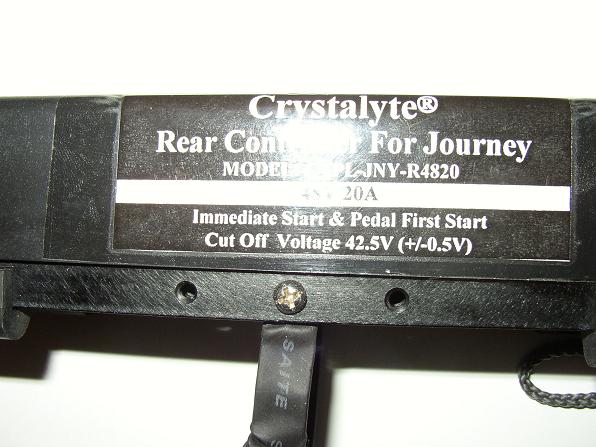 Crystalyte®
Rear For Journey
MODEL -JNY-R4820
20A
Immediate Start & Pedal First Start
Cut Off Voltage 42.5V (+/-0.5V)
-SAITE S